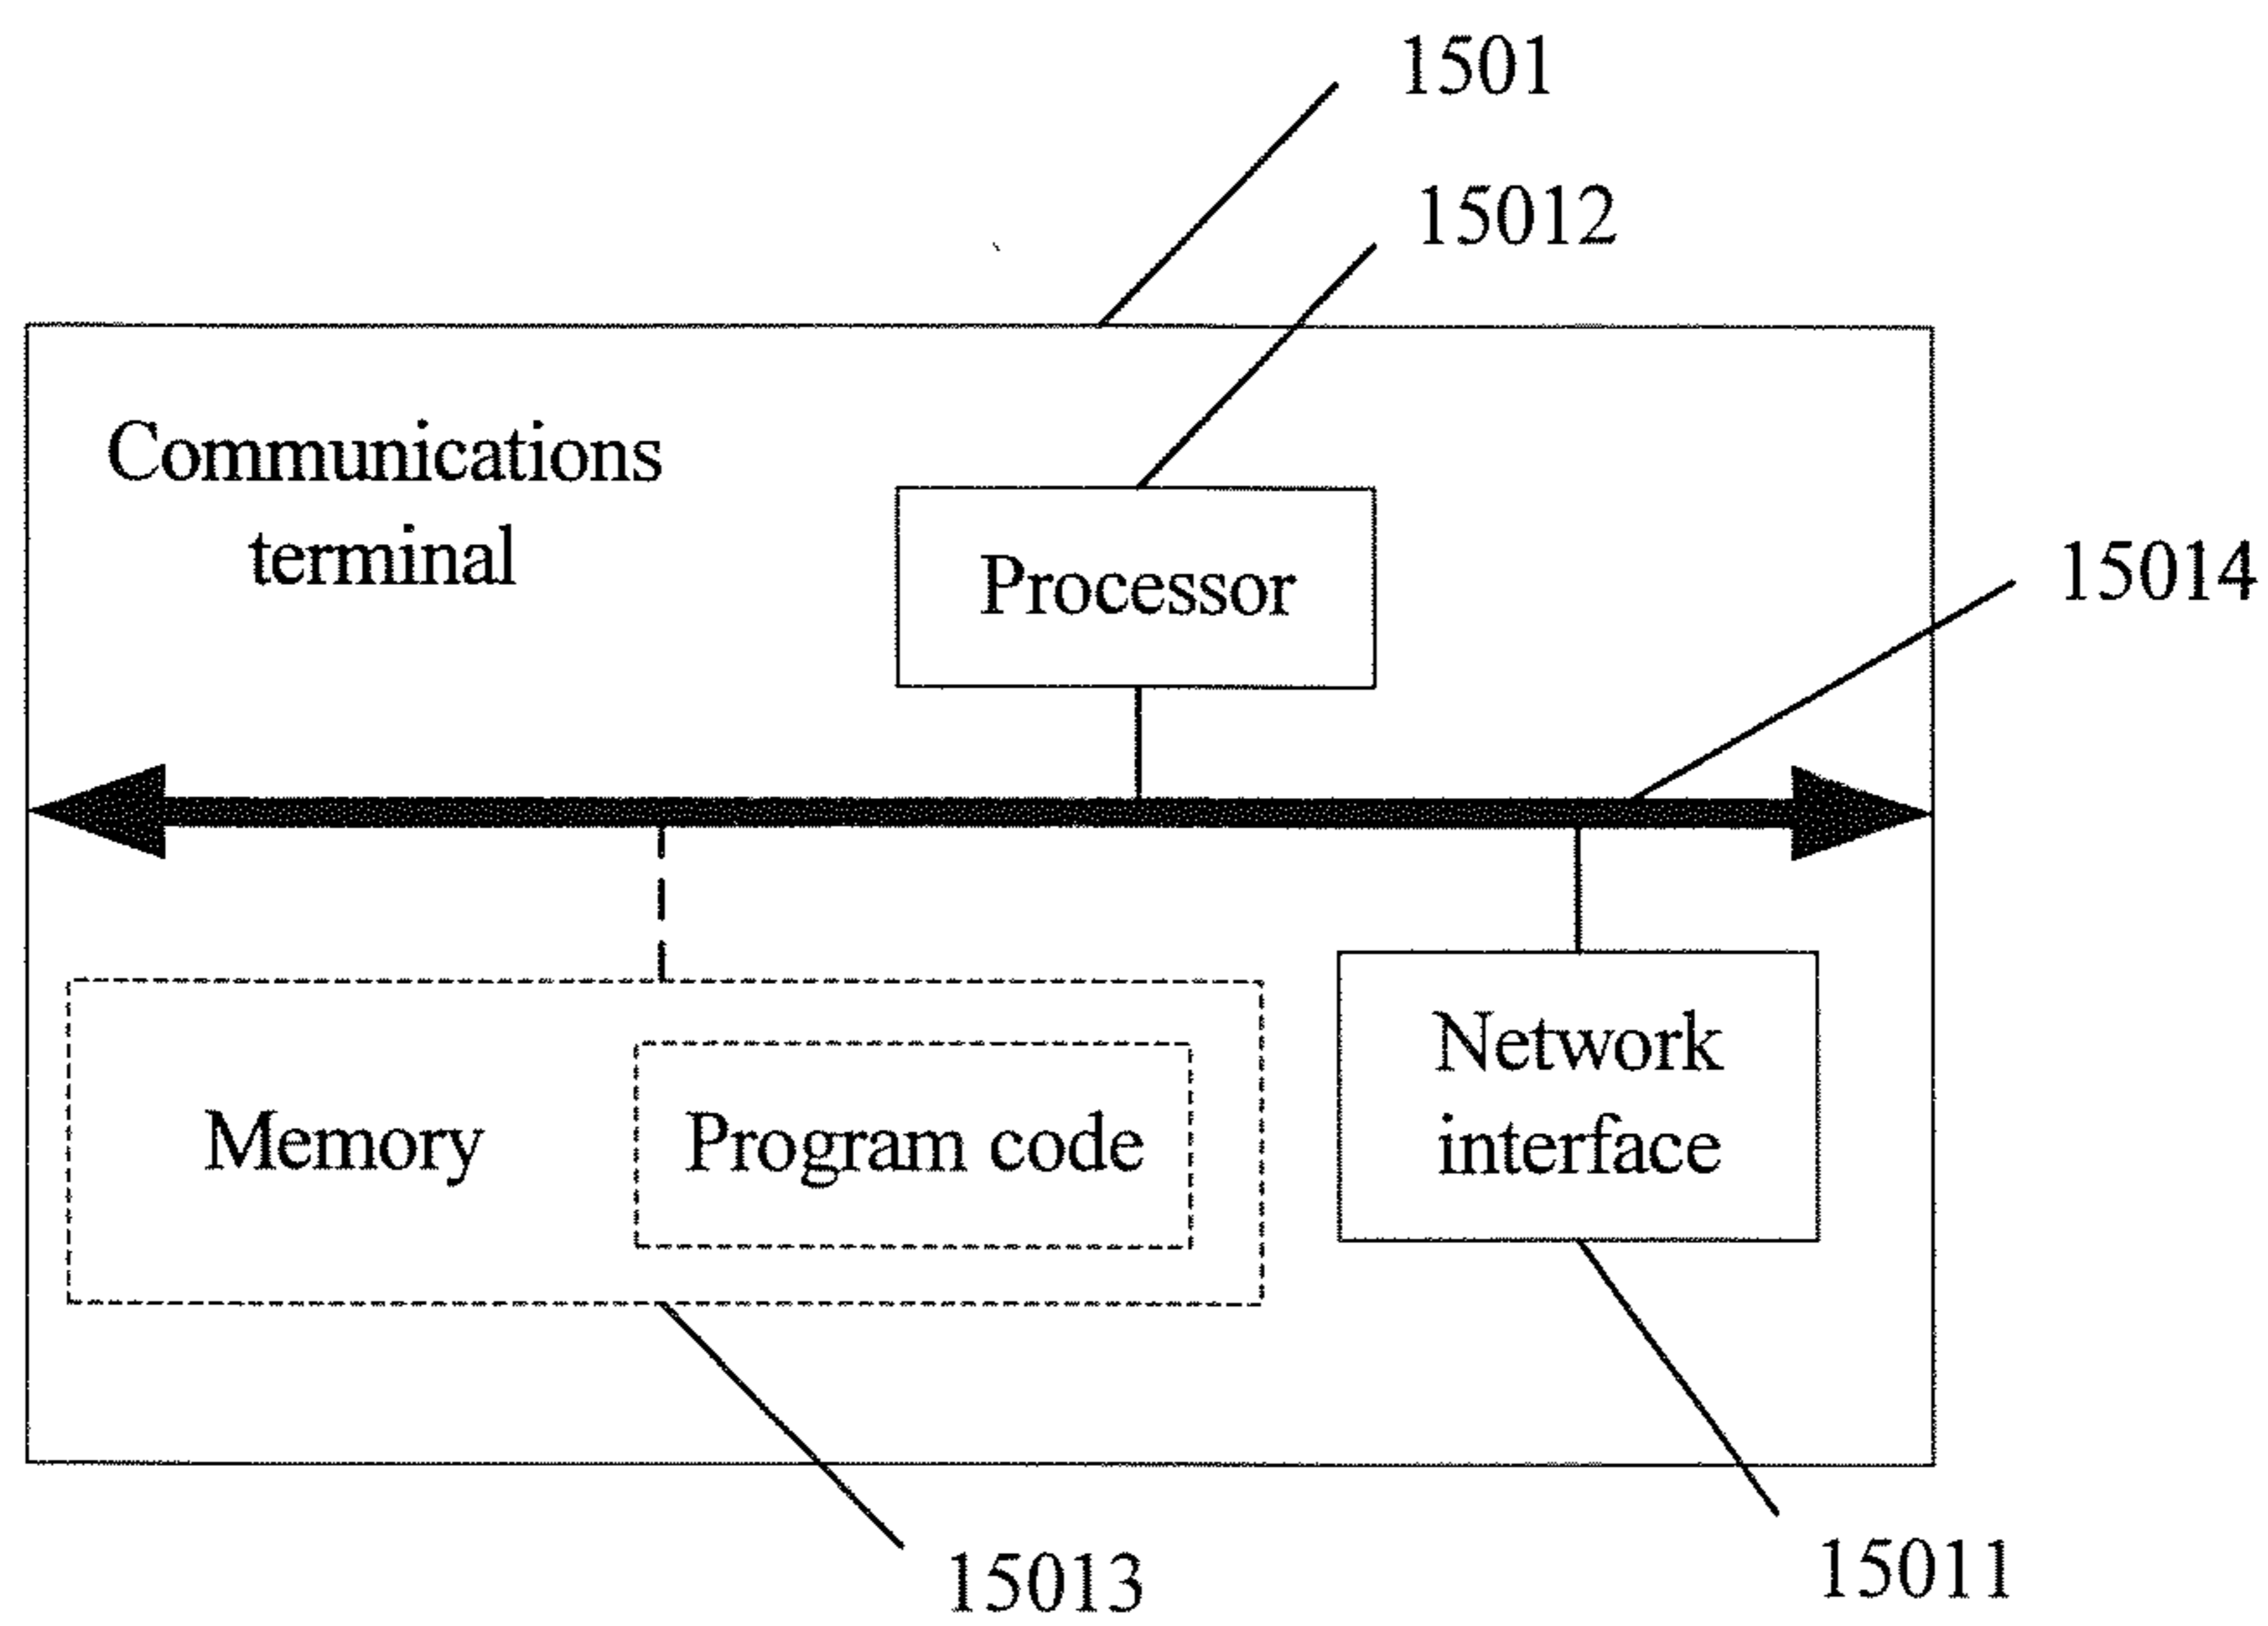 1501
15012
Communications
terminal
Processor
15014
Network
interface
Memory
Program code
15013
15011